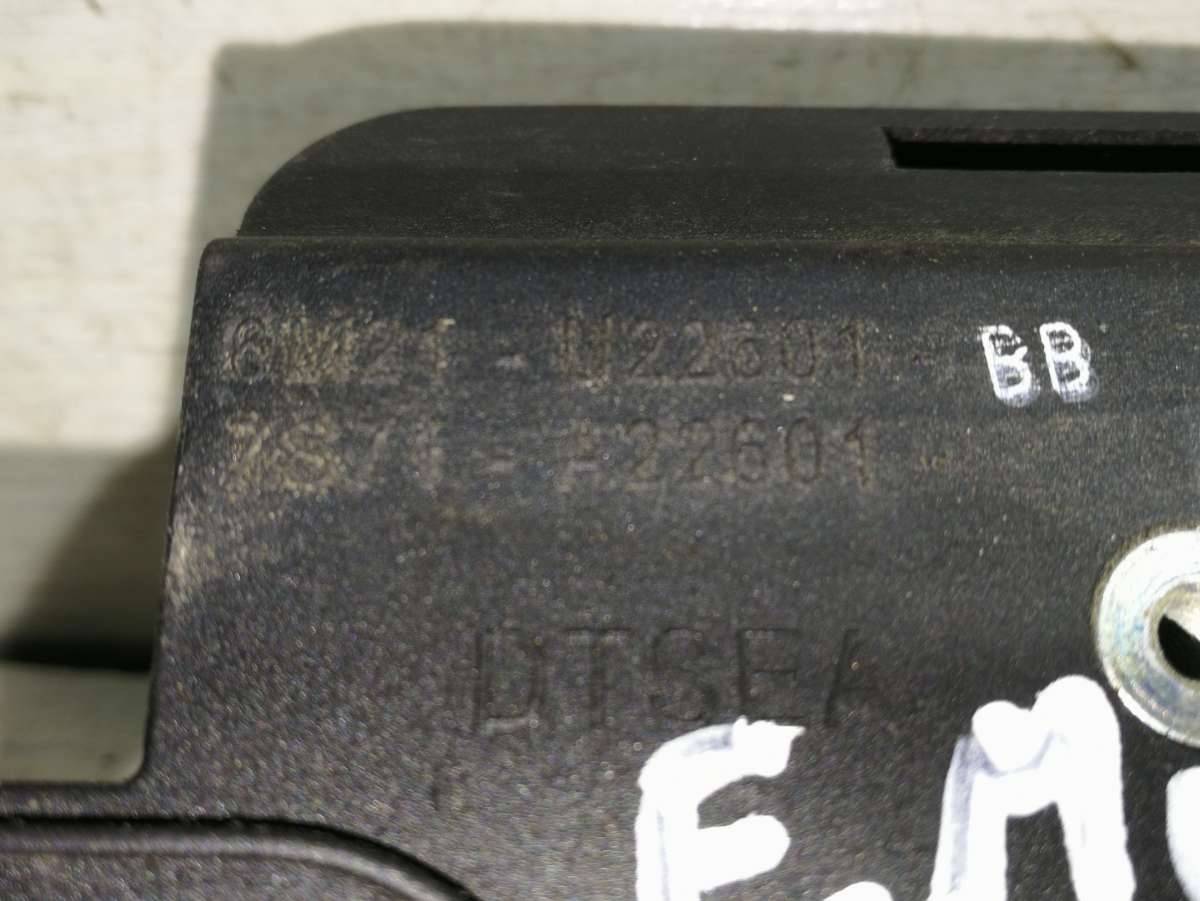 6M21 - U22601 - BB
7S71 - A22601 -
DTSEA
F.M